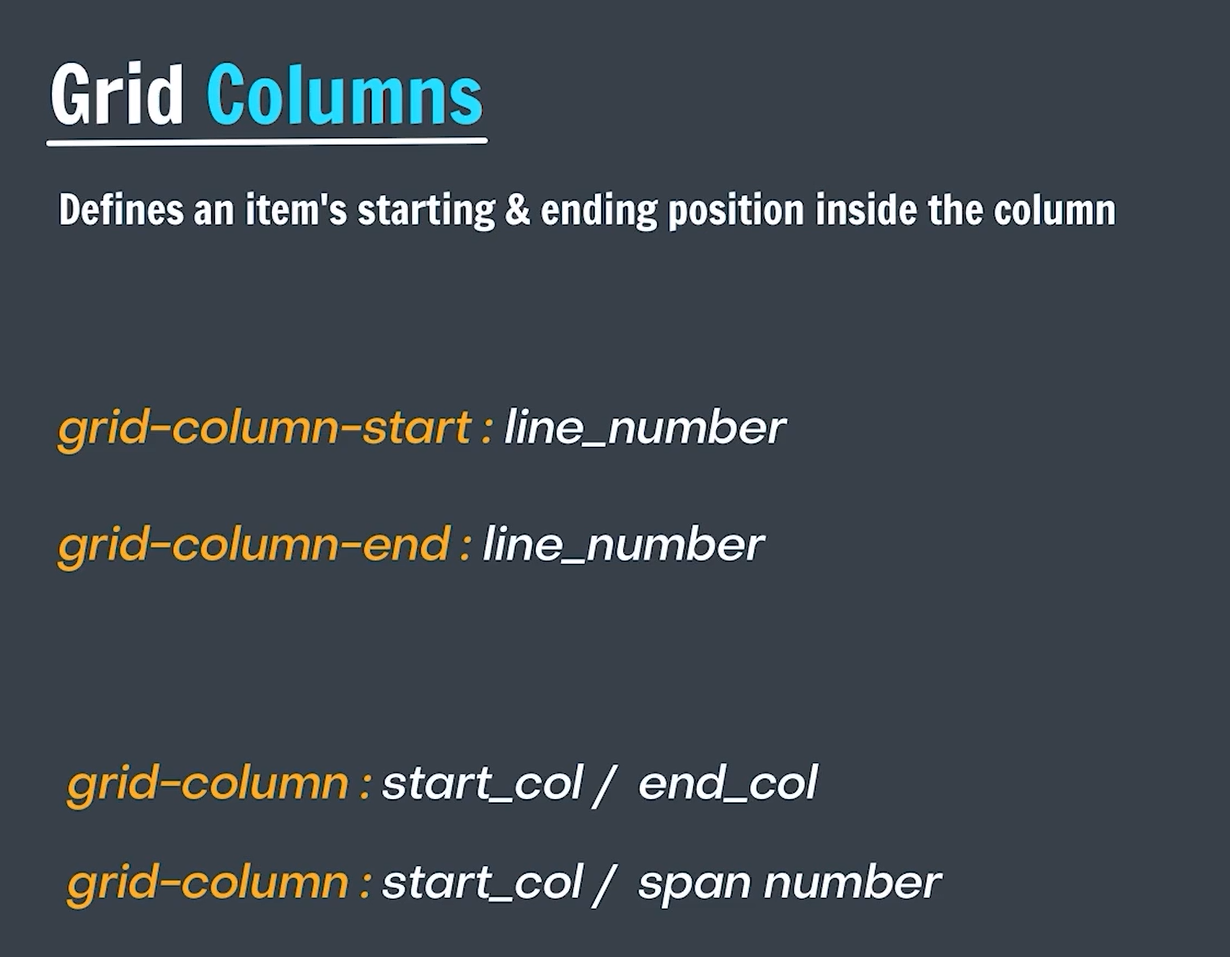 Grid Columns
Defines an item's starting & ending position inside the column
grid-column-start : line_number
grid-column-end : line_number
grid-column : start_col / end_col
grid-column : start_col / span number